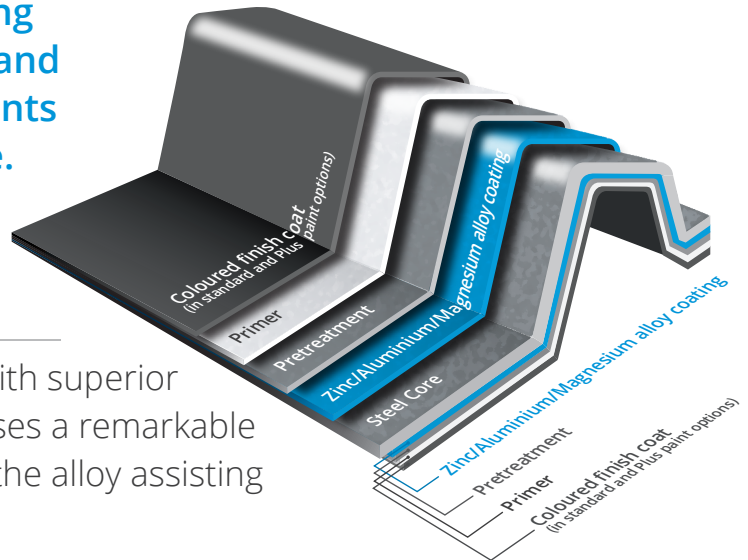 ng
and
nts
e.
Coloured finish coat
(in standard and Plus paint options)
Primer
Pretreatment
Zinc/Aluminium/Magnesium alloy coating
Steel Core
ith superior
ses a remarkable
the alloy assisting
Zinc/Aluminium/Magnesium alloy coating
Pretreatment
Primer
Coloured finish coat
(in standard and Plus paint options)